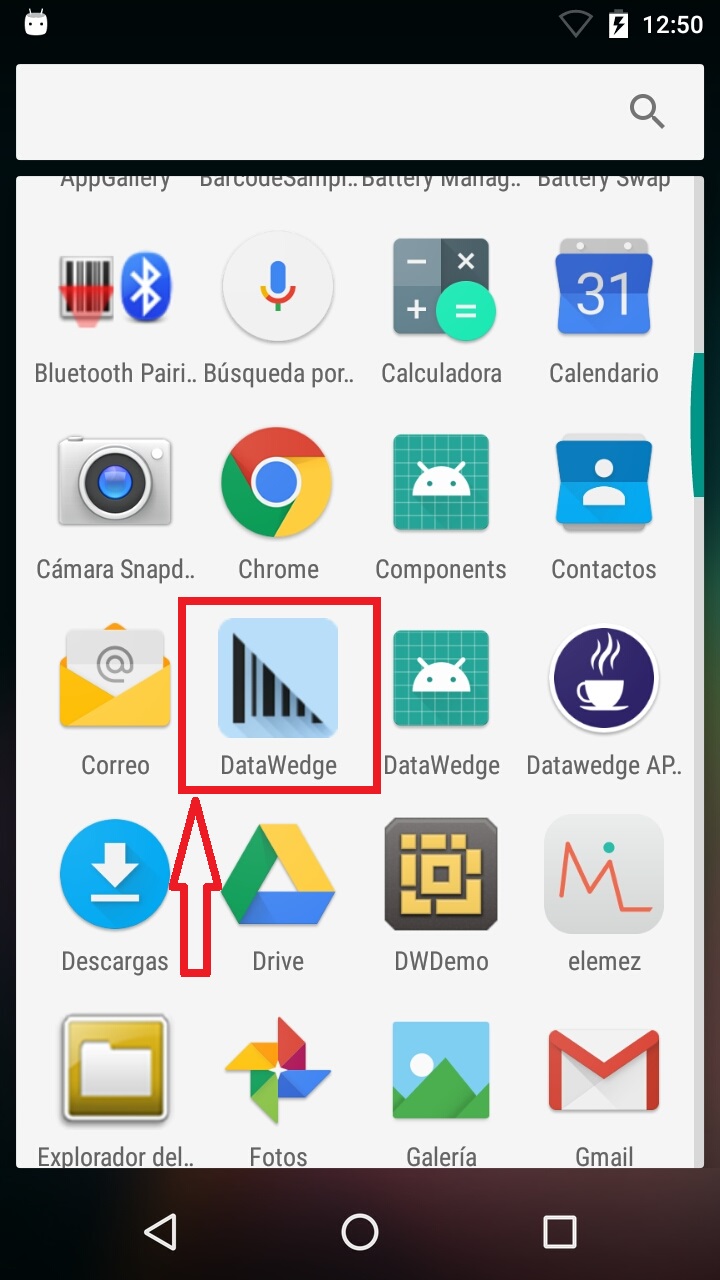 12:50
AppGallery BarcodeSampl.. Battery Manag.. Battery Swap
31
Bluetooth Pairi.. Búsqueda por.. Calculadora Calendario
Cámara Snapd.. Chrome Components Contactos
@
Correo DataWedge DataWedge Datawedge AP..
Descargas Drive DWDemo elemez
Explorador del.. Fotos Galería Gmail